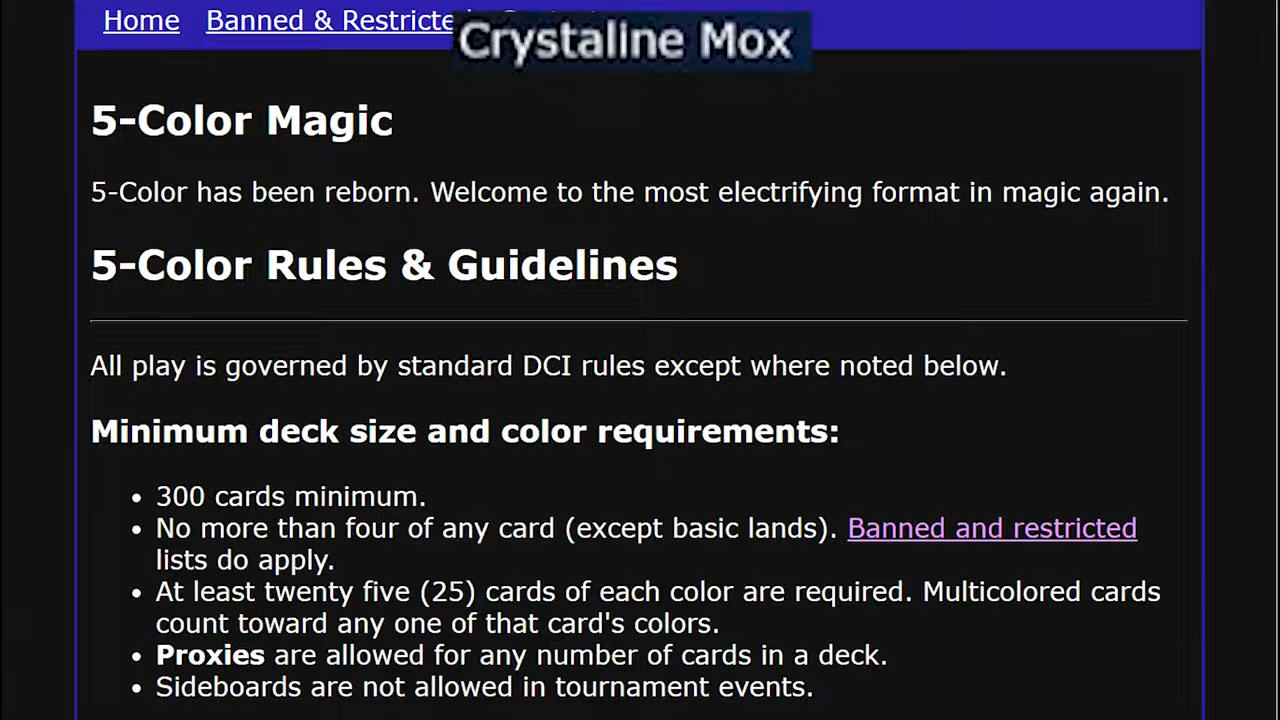 Home Banned & Restricted
Crystaline Mox
5-Color Magic
5-Color has been reborn. Welcome to the most electrifying format in magic again.
5-Color Rules & Guidelines
All play is governed by standard DCI rules except where noted below.
Minimum deck size and color requirements:
• 300 cards minimum.
• No more than four of any card (except basic lands). Banned and restricted
lists do apply.
• At least twenty five (25) cards of each color are required. Multicolored cards
count toward any one of that card's colors.
• Proxies are allowed for any number of cards in a deck.
• Sideboards are not allowed in tournament events.